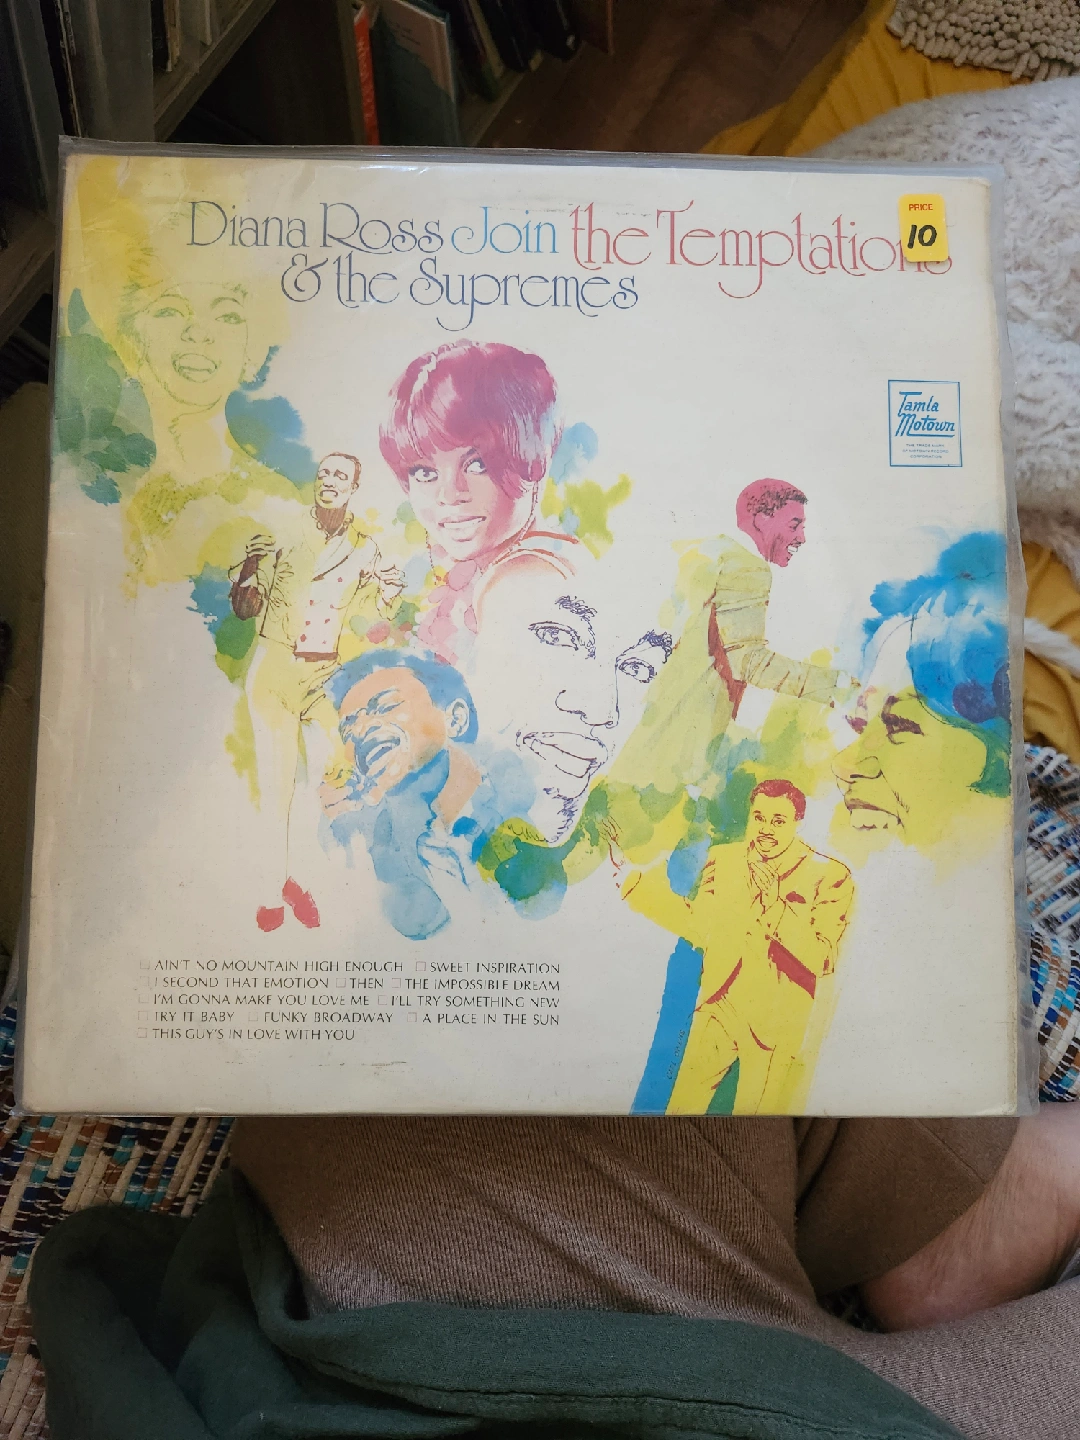 Diana Ross Join the Temptations
& the Supremes
PRICE
10
Tamla
Motown
AIN'T NO MOUNTAIN HIGH ENOUGH □ SWEET INSPIRATION
□ I SECOND THAT EMOTION □ THEN □ THE IMPOSSIBLE DREAM
□ I'M GONNA MAKE YOU LOVE ME □ I'LL TRY SOMETHING NEW
□ TRY IT BABY □ FUNKY BROADWAY □ A PLACE IN THE SUN
□ THIS GUY'S IN LOVE WITH YOU